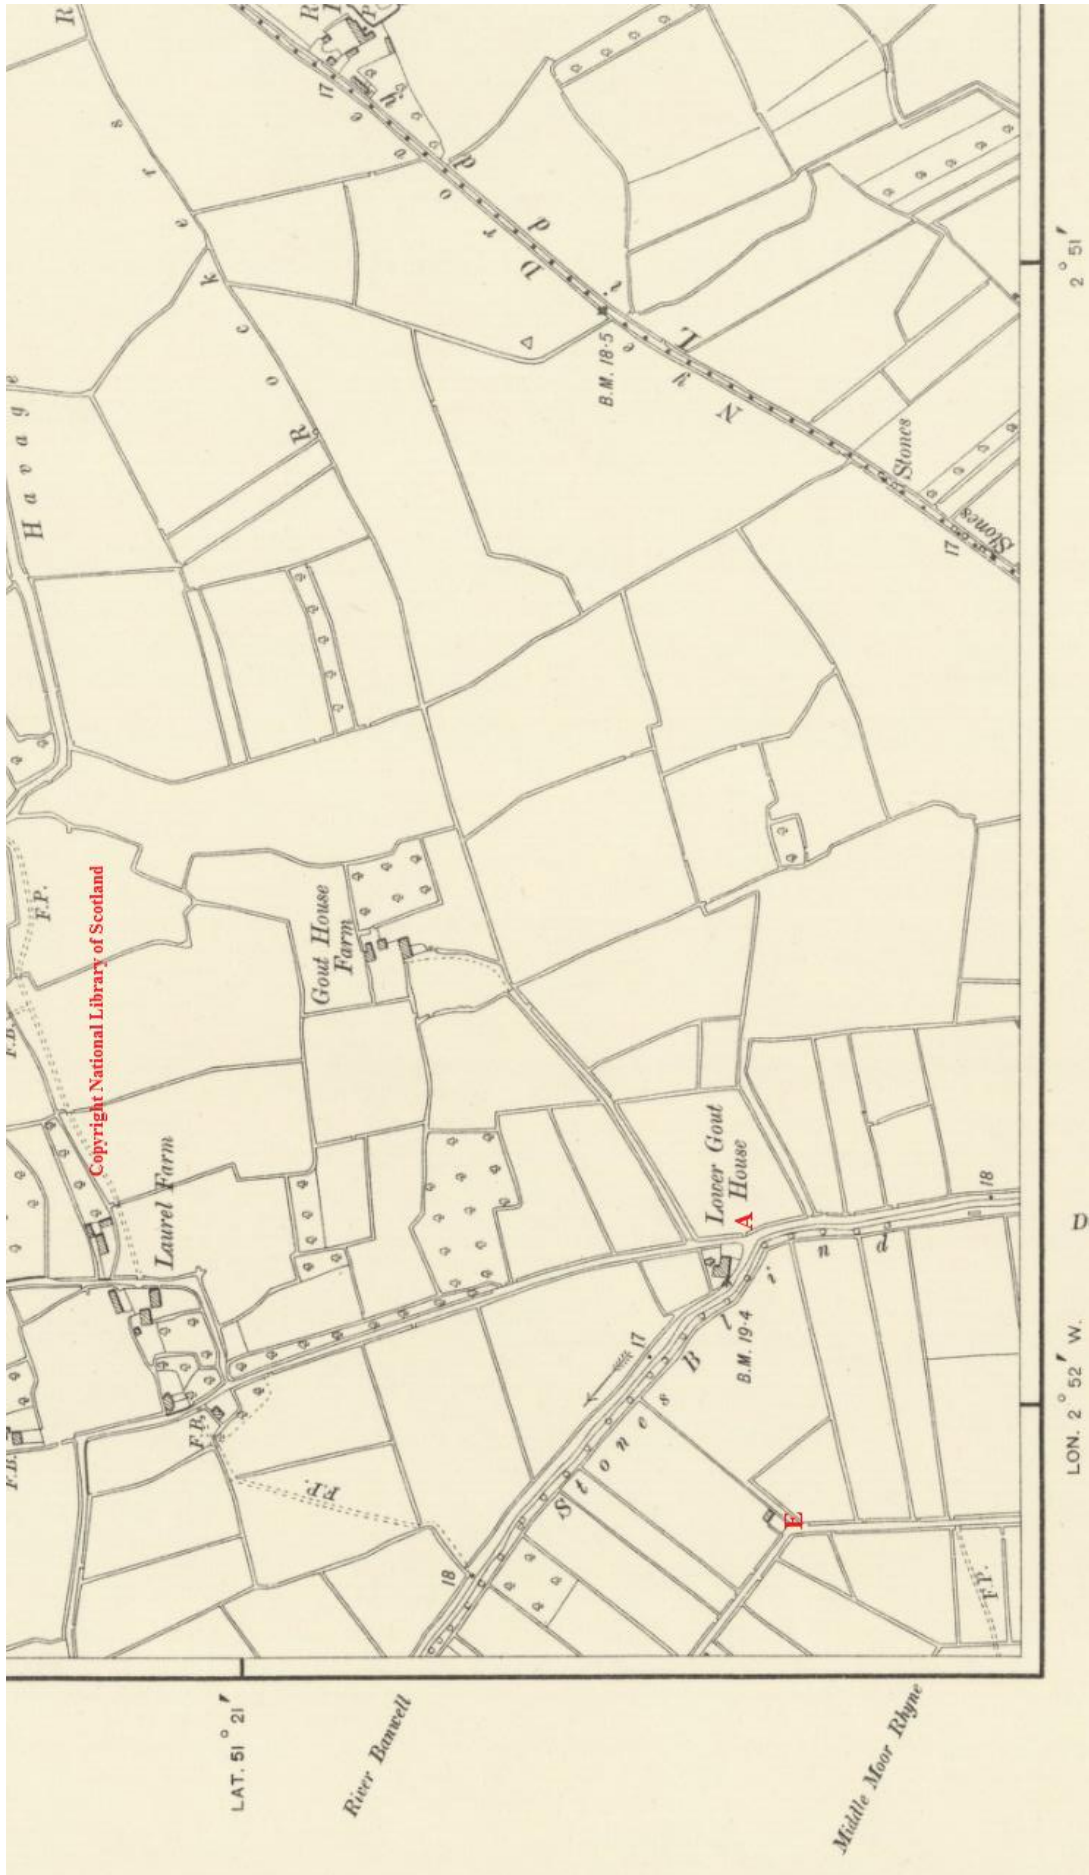 Havage
Rockers
R
17
Nye Drove
B.M. 18·5
Stones
Stones
17
2° 51′
F.P.
Copyright National Library of Scotland
Gout House
Farm
Laurel Farm
Lower Gout
House
A
18
17
B.M. 19·4
Stones
Blind
F.B.
F.P.
18
E
F.P.
D
LON. 2° 52′ W.
LAT. 51° 21′
River Banwell
Middle Moor Rhyne